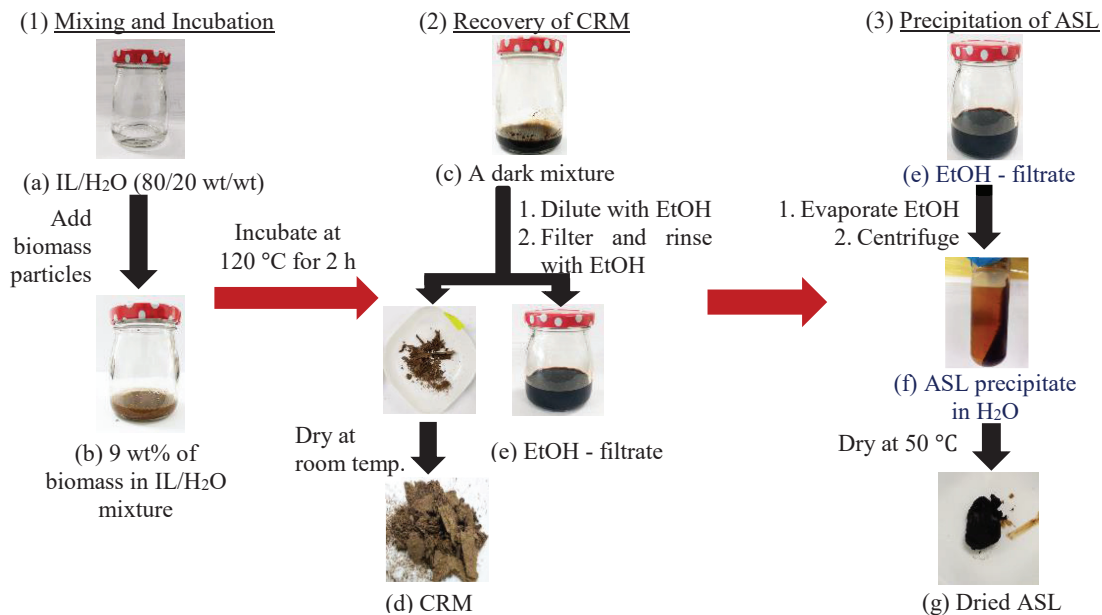 (1) Mixing and Incubation
(a) IL/H2O (80/20 wt/wt)
Add
biomass
particles
(b) 9 wt% of
biomass in IL/H2O
mixture
Incubate at
120 °C for 2 h
(2) Recovery of CRM
(c) A dark mixture
1. Dilute with EtOH
2. Filter and rinse
with EtOH
Dry at
room temp.
(e) EtOH - filtrate
(d) CRM
(3) Precipitation of ASL
(e) EtOH - filtrate
1. Evaporate EtOH
2. Centrifuge
(f) ASL precipitate
in H2O
Dry at 50 °C
(g) Dried ASL